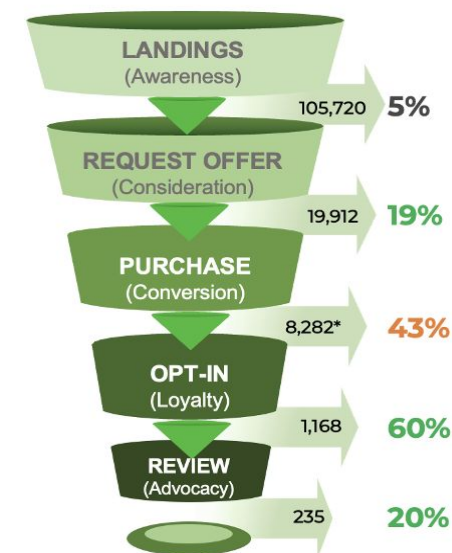 LANDINGS
(Awareness)
105,720 5%
REQUEST OFFER
(Consideration)
19,912 19%
PURCHASE
(Conversion)
8,282* 43%
OPT-IN
(Loyalty)
1,168 60%
REVIEW
(Advocacy)
235 20%